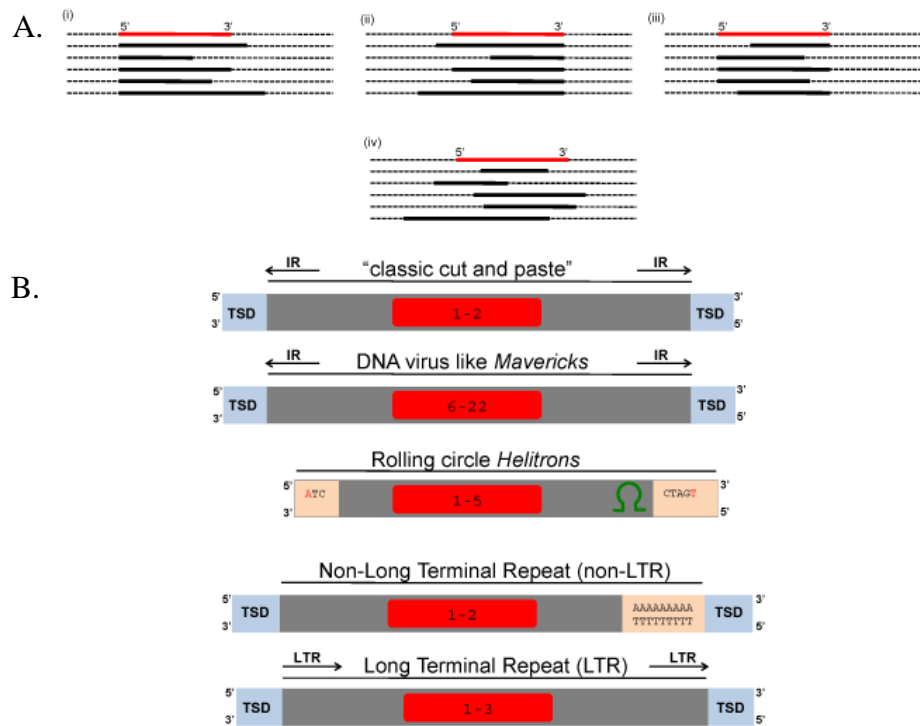 A.
(i) (ii) (iii)
5' 3' 5' 3' 5' 3'
(iv)
5' 3'
B.
IR "classic cut and paste" IR
5' TSD 1-2 TSD 3'
3' 5'
IR DNA virus like Mavericks IR
5' TSD 6-22 TSD 3'
3' 5'
Rolling circle Helitrons
5' ATC 1-5 Ω CTAGT 3'
3' 5'
Non-Long Terminal Repeat (non-LTR)
5' TSD 1-2 AAAAAAAAA TSD 3'
3' TTTTTTTTT 5'
LTR Long Terminal Repeat (LTR) LTR
5' TSD 1-3 TSD 3'
3' 5'